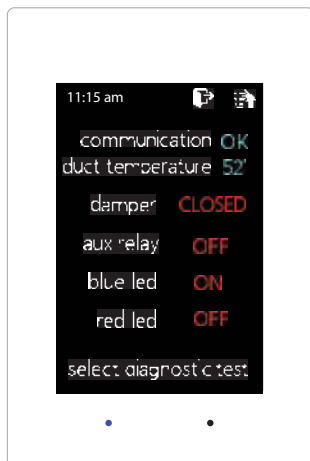 11:15 am
communication OK
duct temperature 52°
damper CLOSED
aux relay OFF
blue led ON
red led OFF
select diagnostic test